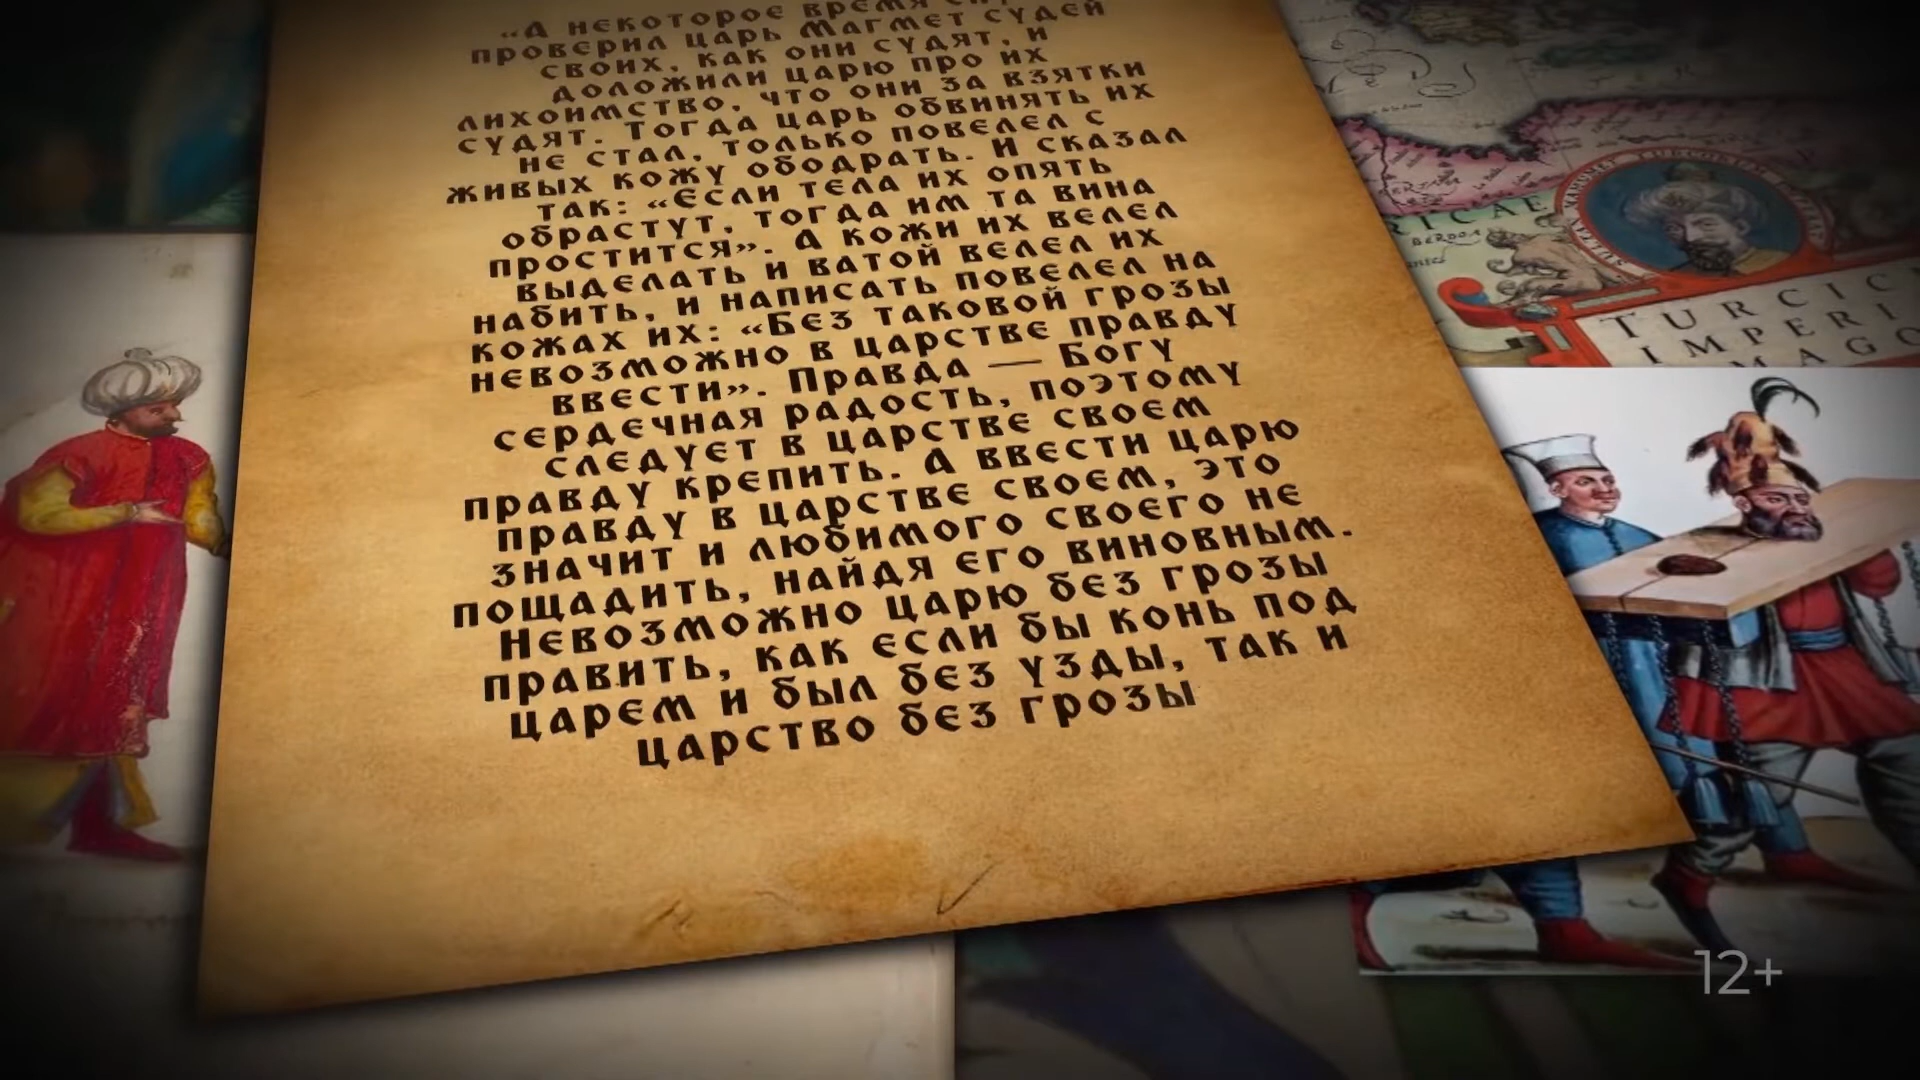 «А некоторое время
проверил царь Магмет судей
своих, как они судят, и
доложили царю про их
лихоимство, что они за взятки
судят. Тогда царь обвинять их
не стал, только повелел с
живых кожу ободрать. И сказал
так: «Если тела их опять
обрастут, тогда им та вина
простится». А кожи их велел
выделать и ватой велел их
набить, и написать повелел на
кожах их: «Без таковой грозы
невозможно в царстве правду
ввести». Правда — Богу
сердечная радость, поэтому
следует в царстве своем
правду крепить. А ввести царю
правду в царстве своем, это
значит и любимого своего не
пощадить, найдя его виновным.
Невозможно царю без грозы
править, как если бы конь под
царем и был без узды, так и
царство без грозы
TURCICI
IMPERI
MAGO
RICAE
12+